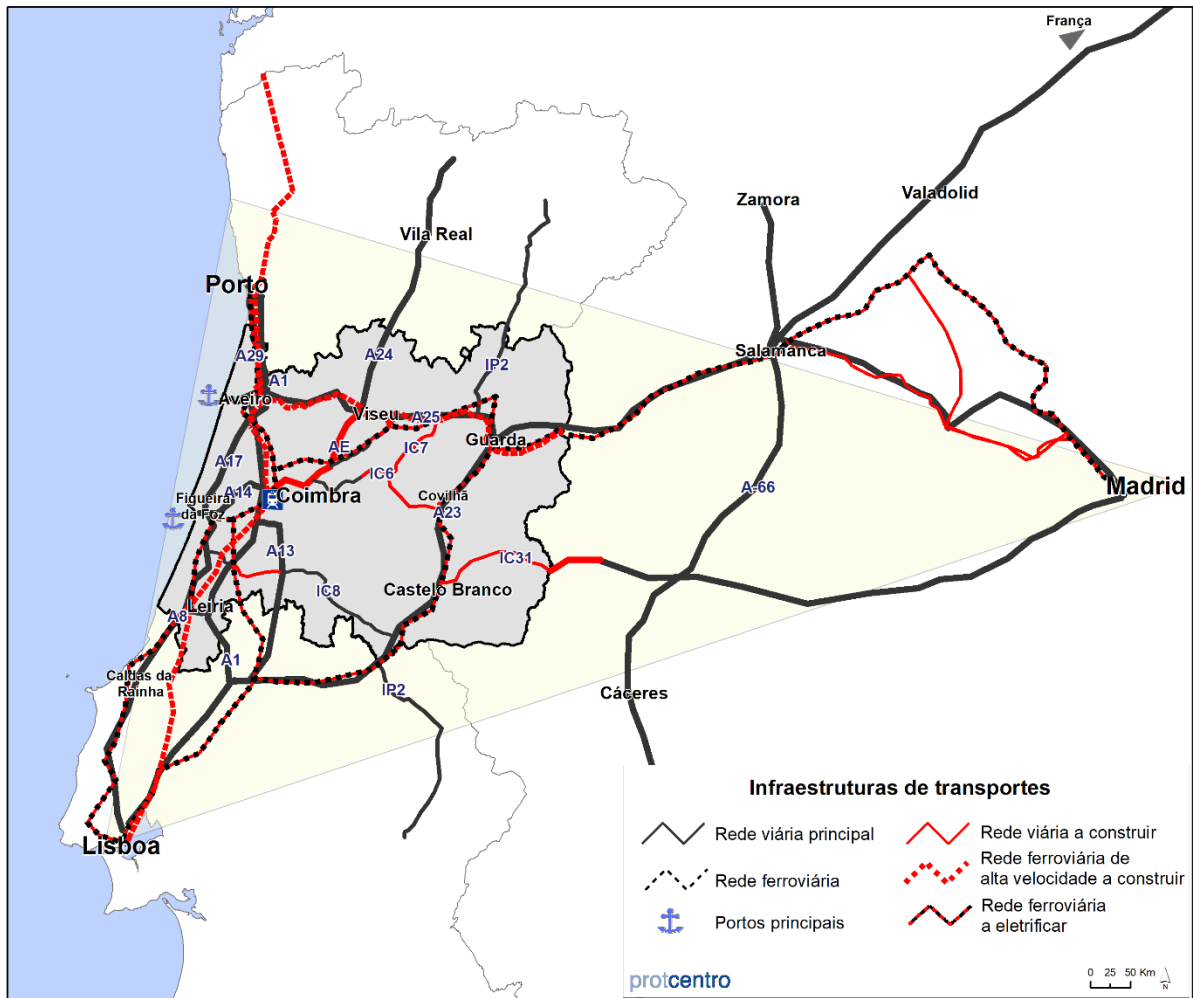 França
Zamora
Valadolid
Vila Real
Porto
A29
A24
IP2
Salamanca
A1
Aveiro
Viseu
A25
Guarda
AE
IC7
A17
IC6
A14
Coimbra
Covilhã
A-66
Madrid
Figueira
da Foz
A23
A13
IC31
IC8
Castelo Branco
Leiria
A8
A1
Caldas da
Rainha
IP2
Cáceres
Lisboa
Infraestruturas de transportes
Rede viária principal
Rede viária a construir
Rede ferroviária
Rede ferroviária de
alta velocidade a construir
Portos principais
Rede ferroviária
a eletrificar
protcentro
0 25 50 Km
N